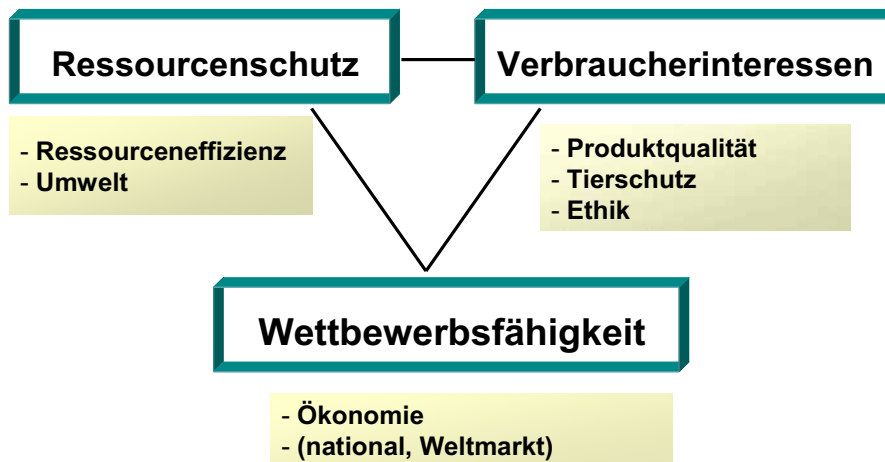 Ressourcenschutz
Verbraucherinteressen
- Ressourceneffizienz
- Umwelt
- Produktqualität
- Tierschutz
- Ethik
Wettbewerbsfähigkeit
- Ökonomie
- (national, Weltmarkt)